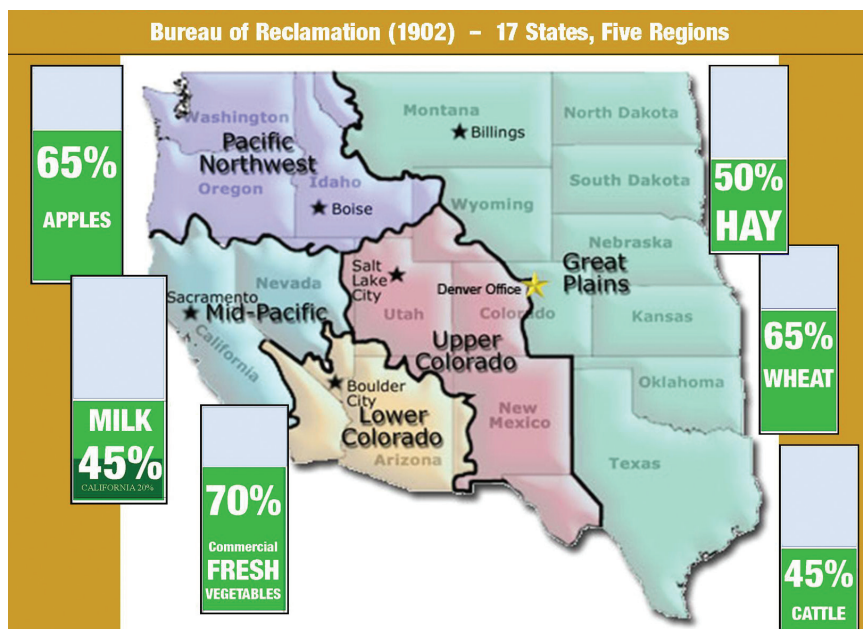 Bureau of Reclamation (1902) – 17 States, Five Regions
65%
APPLES
MILK
45%
CALIFORNIA 20%
70%
Commercial
FRESH
VEGETABLES
Washington
Pacific
Northwest
Oregon
Idaho
Boise
Montana
Billings
North Dakota
South Dakota
Wyoming
Nebraska
Great
Plains
Denver Office
Colorado
Kansas
Oklahoma
Texas
Salt
Lake
City
Utah
Upper
Colorado
New
Mexico
Nevada
Sacramento
Mid-Pacific
California
Boulder
City
Lower
Colorado
Arizona
50%
HAY
65%
WHEAT
45%
CATTLE